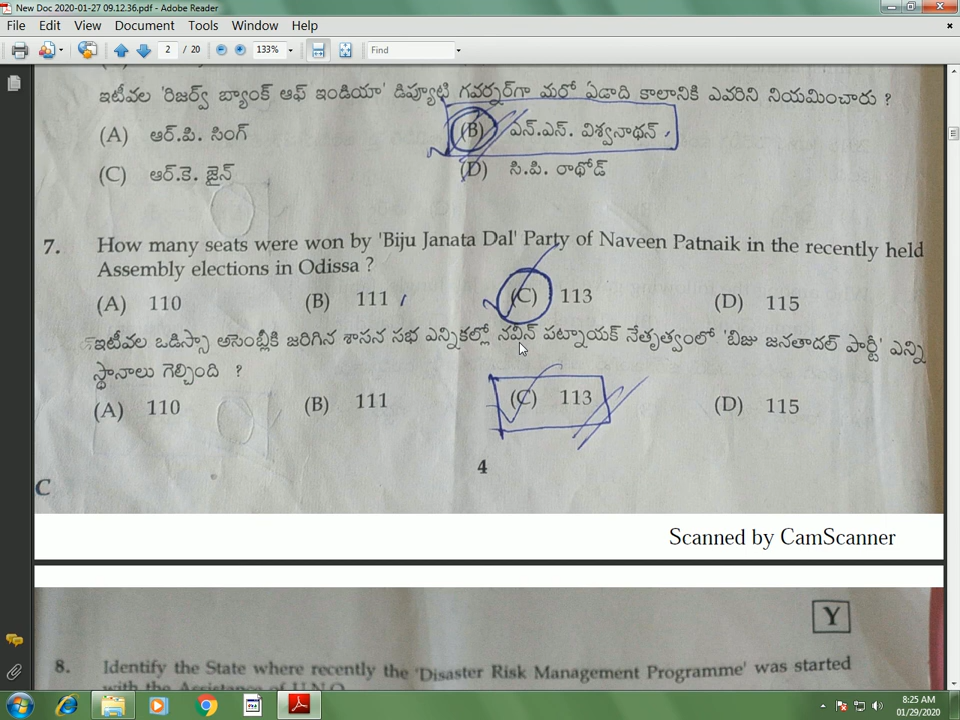 New Doc 2020-01-27 09.12.36.pdf - Adobe Reader
File Edit View Document Tools Window Help
2 / 20 133% Find
ఇటీవల 'రిజర్వ్ బ్యాంక్ ఆఫ్ ఇండియా' డిప్యూటీ గవర్నర్‌గా మరో ఏడాది కాలానికి ఎవరిని నియమించారు ?
(A) ఆర్.పి. సింగ్ (B) ఎన్.ఎస్. విశ్వనాథన్
(C) ఆర్.కె. జైన్ (D) సి.పి. రాథోడ్
7. How many seats were won by 'Biju Janata Dal' Party of Naveen Patnaik in the recently held
Assembly elections in Odissa ?
(A) 110 (B) 111 (C) 113 (D) 115
ఇటీవల ఒడిస్సా అసెంబ్లీకి జరిగిన శాసన సభ ఎన్నికల్లో నవీన్ పట్నాయక్ నేతృత్వంలో 'బిజు జనతాదల్ పార్టీ' ఎన్ని
స్థానాలు గెల్చింది ?
(A) 110 (B) 111 (C) 113 (D) 115
4
C
Scanned by CamScanner
Y
8. Identify the State where recently the 'Disaster Risk Management Programme' was started
with the Assistance of U.N.O.
8:25 AM
01/29/2020